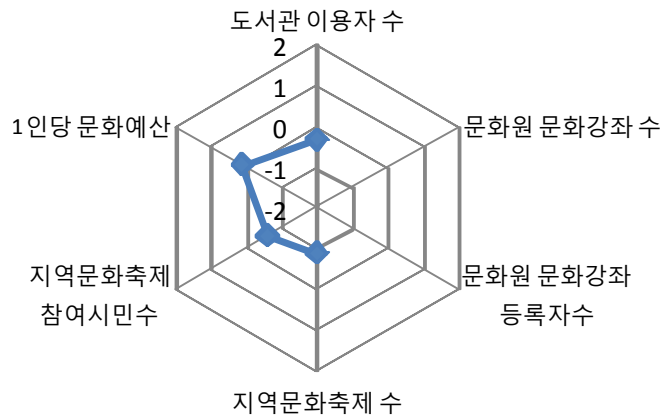 도서관 이용자 수
2
1
0
-1
-2
1인당 문화예산
문화원 문화강좌 수
지역문화축제
참여시민수
문화원 문화강좌
등록자수
지역문화축제 수